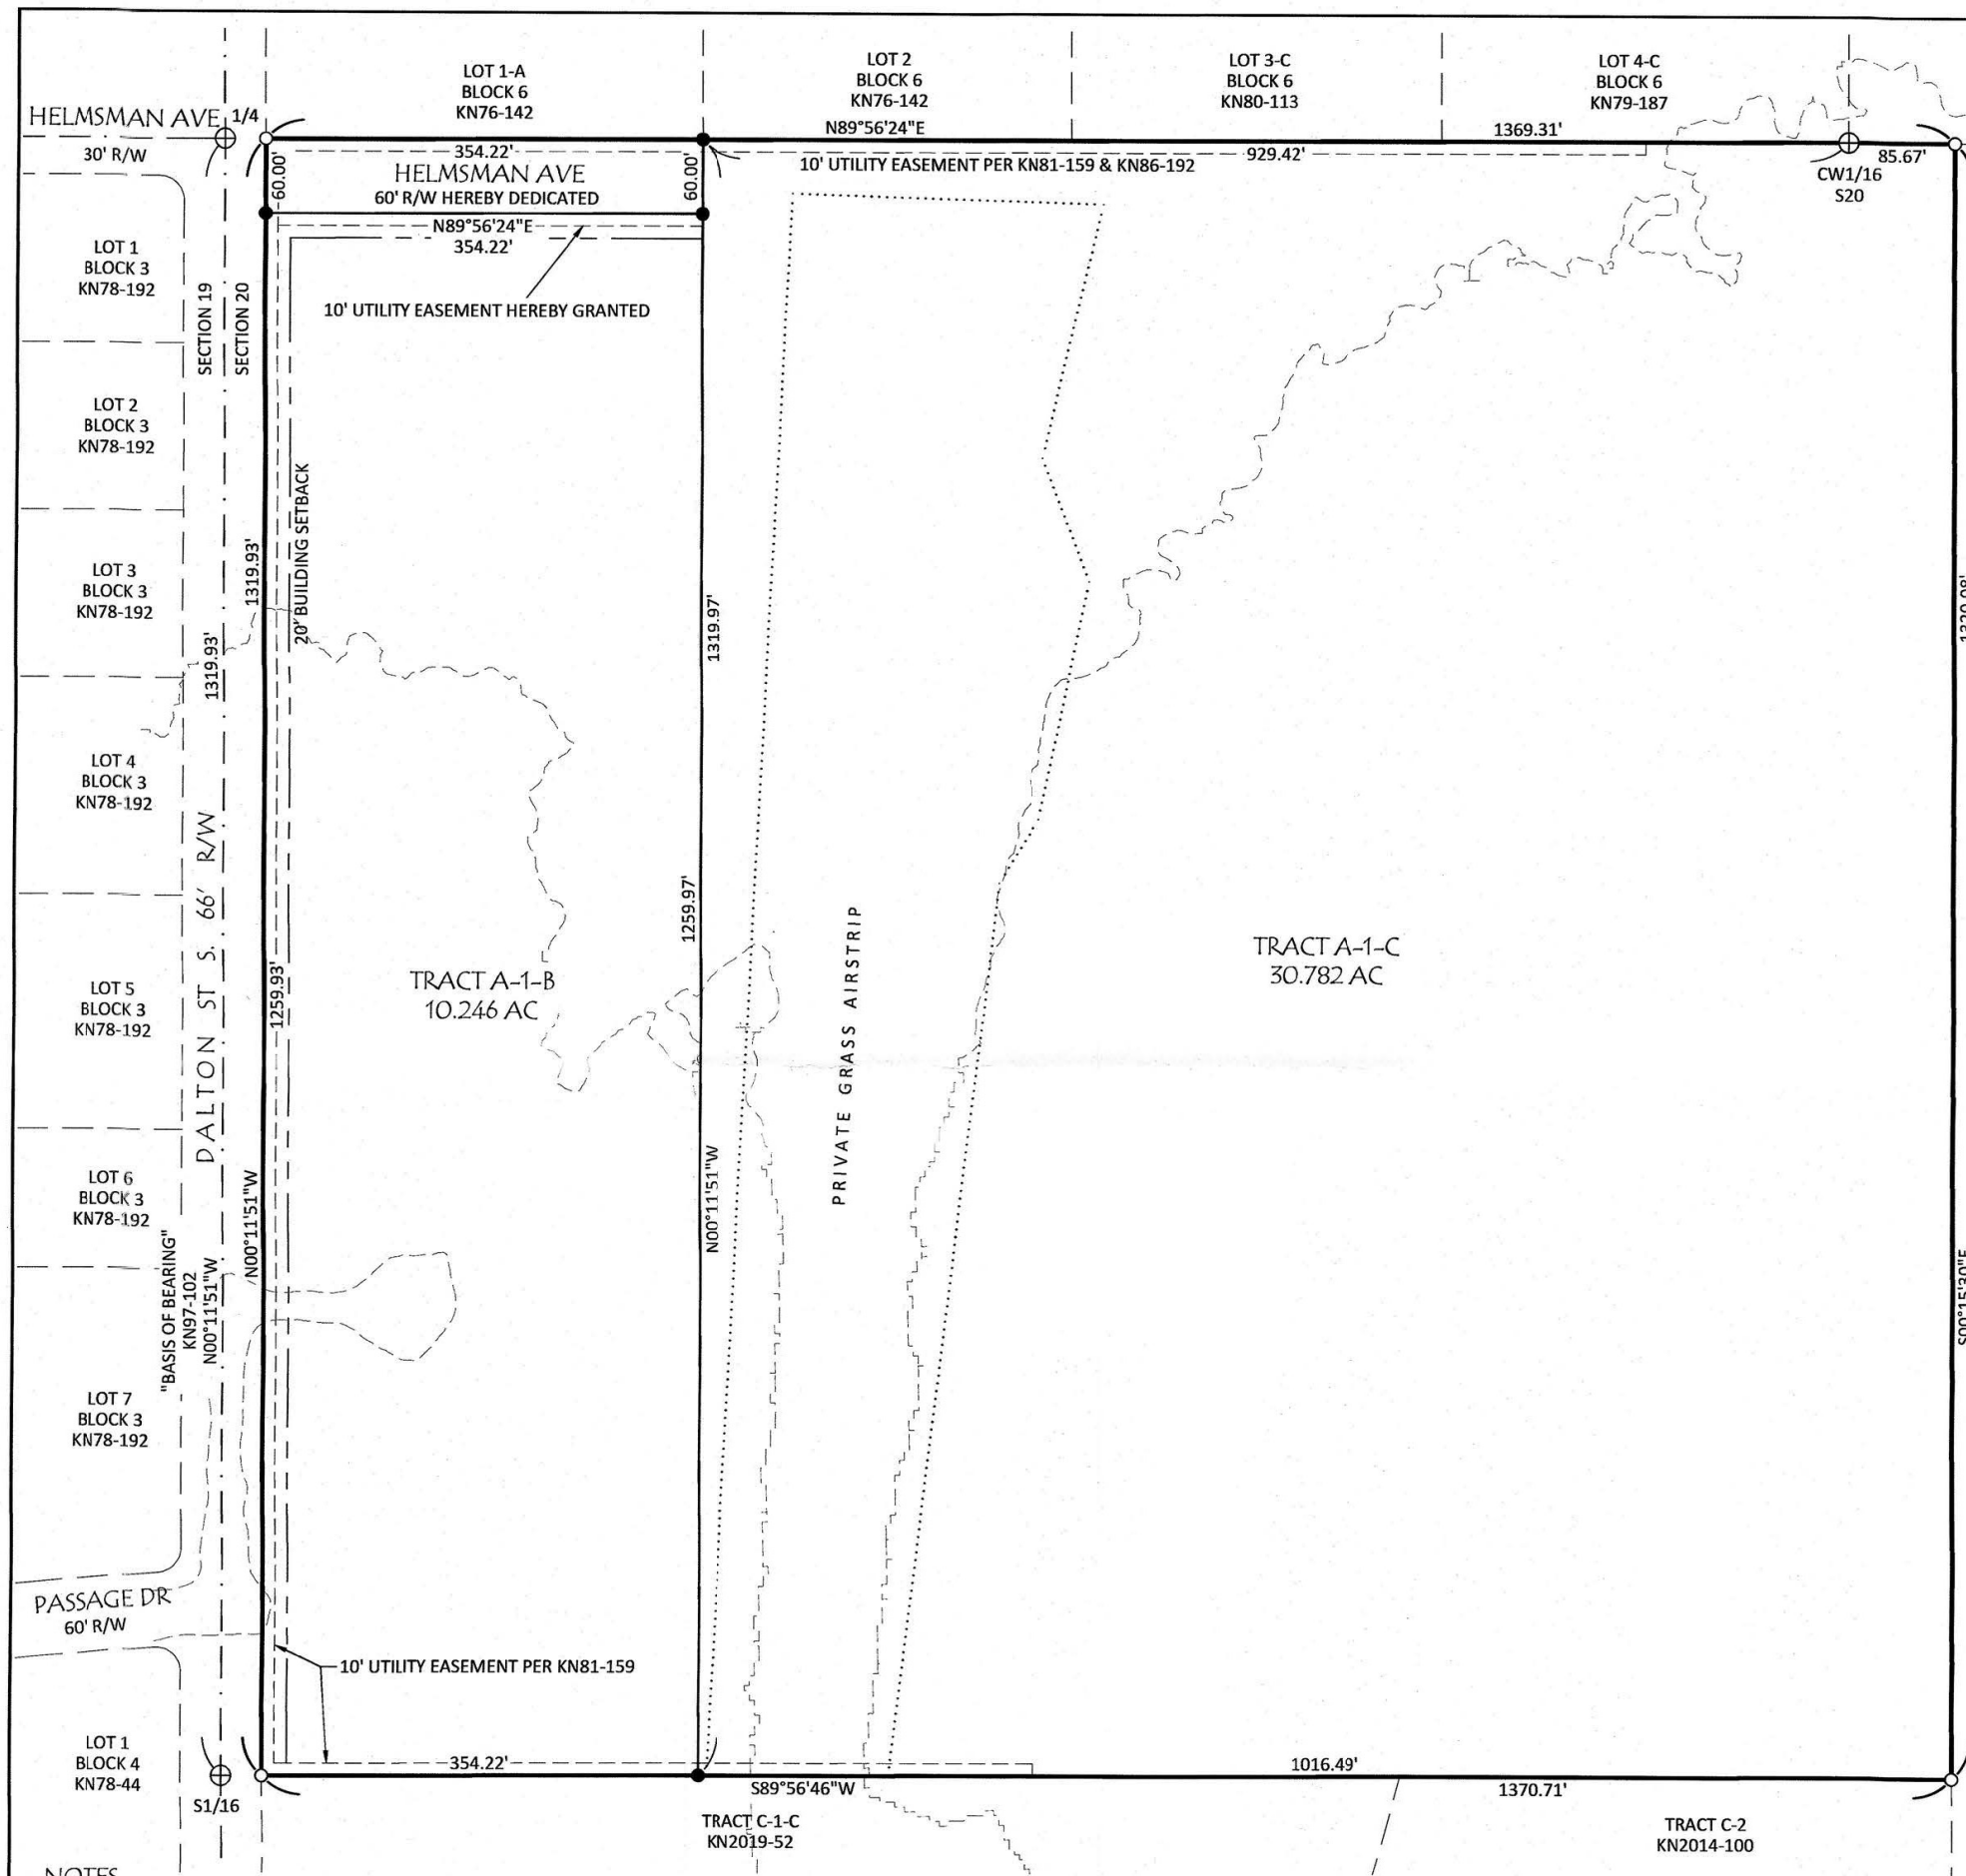 LOT 1-A
BLOCK 6
KN76-142
LOT 2
BLOCK 6
KN76-142
LOT 3-C
BLOCK 6
KN80-113
LOT 4-C
BLOCK 6
KN79-187
HELMSMAN AVE
1/4
30' R/W
N89°56'24"E
1369.31'
354.22'
929.42'
85.67'
10' UTILITY EASEMENT PER KN81-159 & KN86-192
CW1/16
S20
60.00'
HELMSMAN AVE
60' R/W HEREBY DEDICATED
60.00'
N89°56'24"E
354.22'
10' UTILITY EASEMENT HEREBY GRANTED
LOT 1
BLOCK 3
KN78-192
SECTION 19
SECTION 20
LOT 2
BLOCK 3
KN78-192
20' BUILDING SETBACK
LOT 3
BLOCK 3
KN78-192
1319.93'
1319.93'
1319.97'
LOT 4
BLOCK 3
KN78-192
DALTON ST S. 66' R/W
1259.93'
1259.97'
TRACT A-1-B
10.246 AC
PRIVATE GRASS AIRSTRIP
TRACT A-1-C
30.782 AC
LOT 5
BLOCK 3
KN78-192
LOT 6
BLOCK 3
KN78-192
"BASIS OF BEARING"
KN97-102
N00°11'51"W
N00°11'51"W
N00°11'51"W
LOT 7
BLOCK 3
KN78-192
PASSAGE DR
60' R/W
10' UTILITY EASEMENT PER KN81-159
LOT 1
BLOCK 4
KN78-44
S1/16
354.22'
S89°56'46"W
1016.49'
1370.71'
TRACT C-1-C
KN2019-52
TRACT C-2
KN2014-100
NOTES